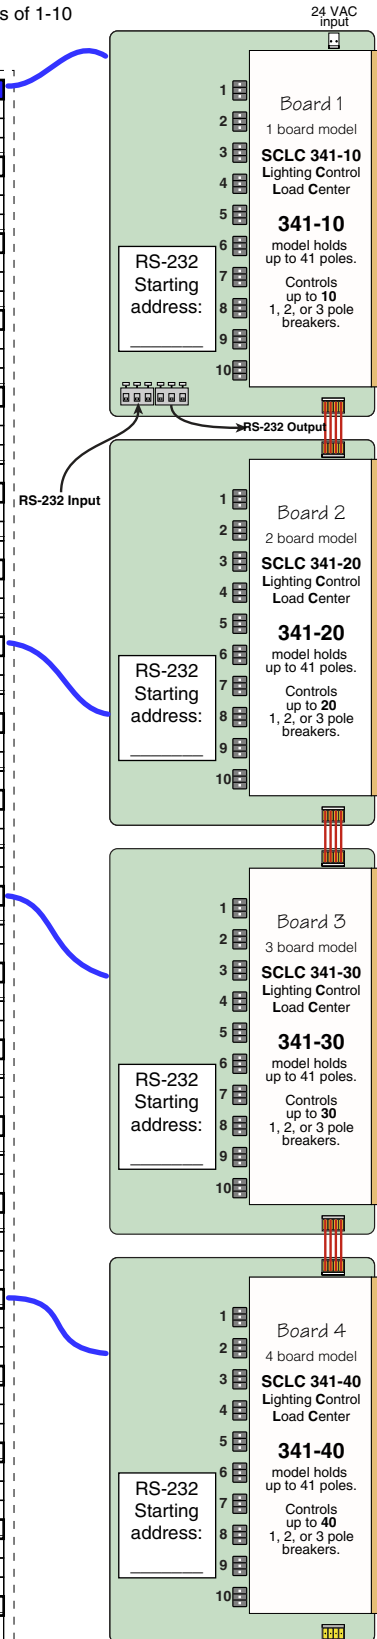 s of 1-10
24 VAC
input
1
2
3
4
5
6
7
8
9
10
Board 1
1 board model
SCLC 341-10
Lighting Control
Load Center
341-10
model holds
up to 41 poles.
Controls
up to 10
1, 2, or 3 pole
breakers.
RS-232
Starting
address:
RS-232 Output
RS-232 Input
1
2
3
4
5
6
7
8
9
10
Board 2
2 board model
SCLC 341-20
Lighting Control
Load Center
341-20
model holds
up to 41 poles.
Controls
up to 20
1, 2, or 3 pole
breakers.
RS-232
Starting
address:
1
2
3
4
5
6
7
8
9
10
Board 3
3 board model
SCLC 341-30
Lighting Control
Load Center
341-30
model holds
up to 41 poles.
Controls
up to 30
1, 2, or 3 pole
breakers.
RS-232
Starting
address:
1
2
3
4
5
6
7
8
9
10
Board 4
4 board model
SCLC 341-40
Lighting Control
Load Center
341-40
model holds
up to 41 poles.
Controls
up to 40
1, 2, or 3 pole
breakers.
RS-232
Starting
address: